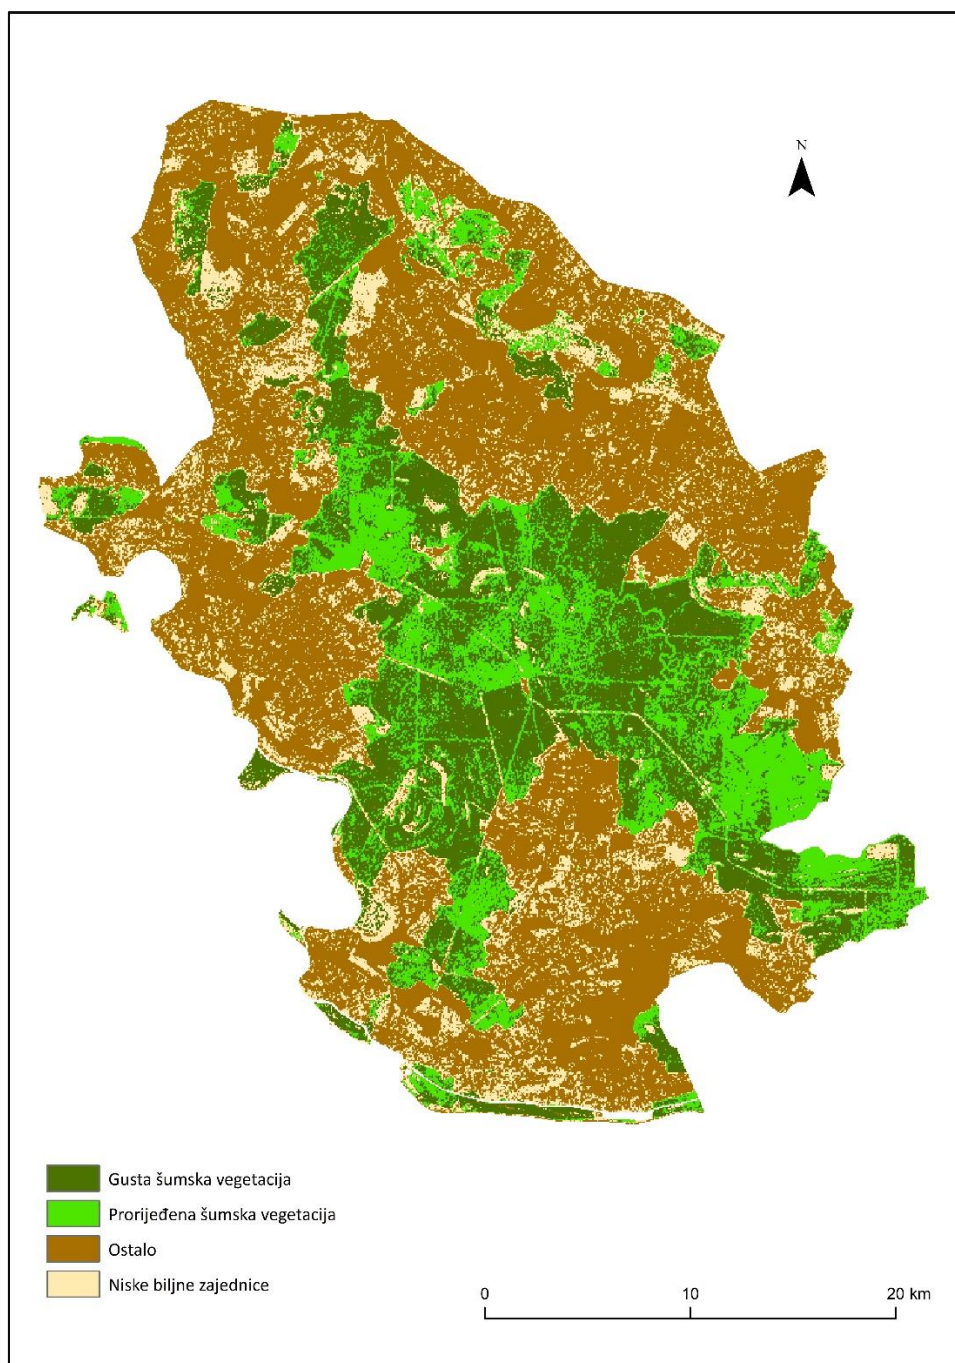 N
Gusta šumska vegetacija
Prorijeđena šumska vegetacija
Ostalo
Niske biljne zajednice
0 10 20 km